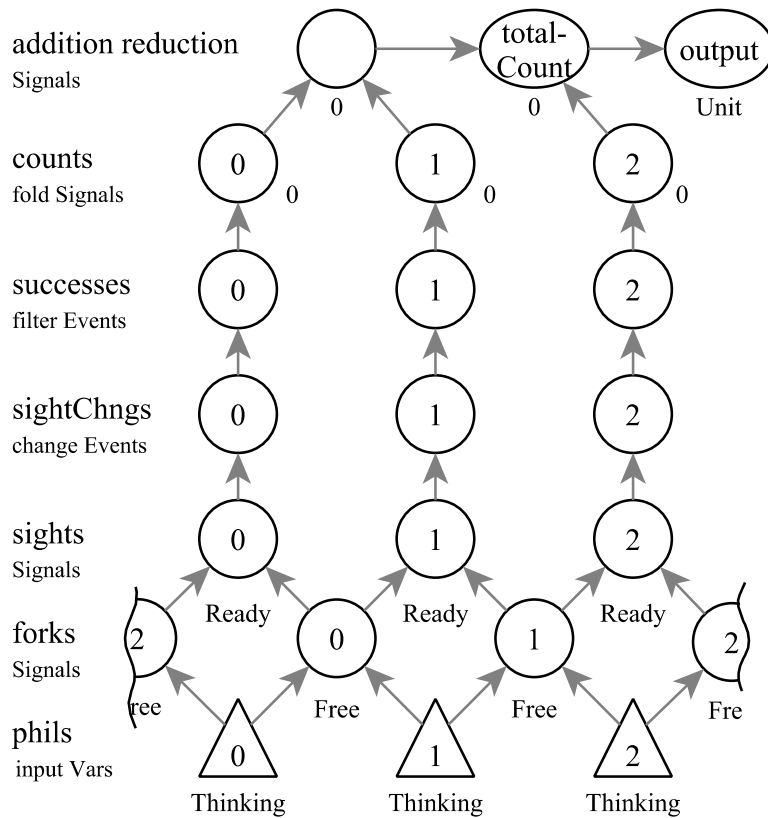 addition reduction
Signals
total-
Count
output
0
0
Unit
counts
fold Signals
0
0
1
0
2
0
successes
filter Events
0
1
2
sightChngs
change Events
0
1
2
sights
Signals
0
1
2
Ready
Ready
Ready
forks
Signals
2
0
1
2
ree
Free
Free
Fre
phils
input Vars
0
1
2
Thinking
Thinking
Thinking